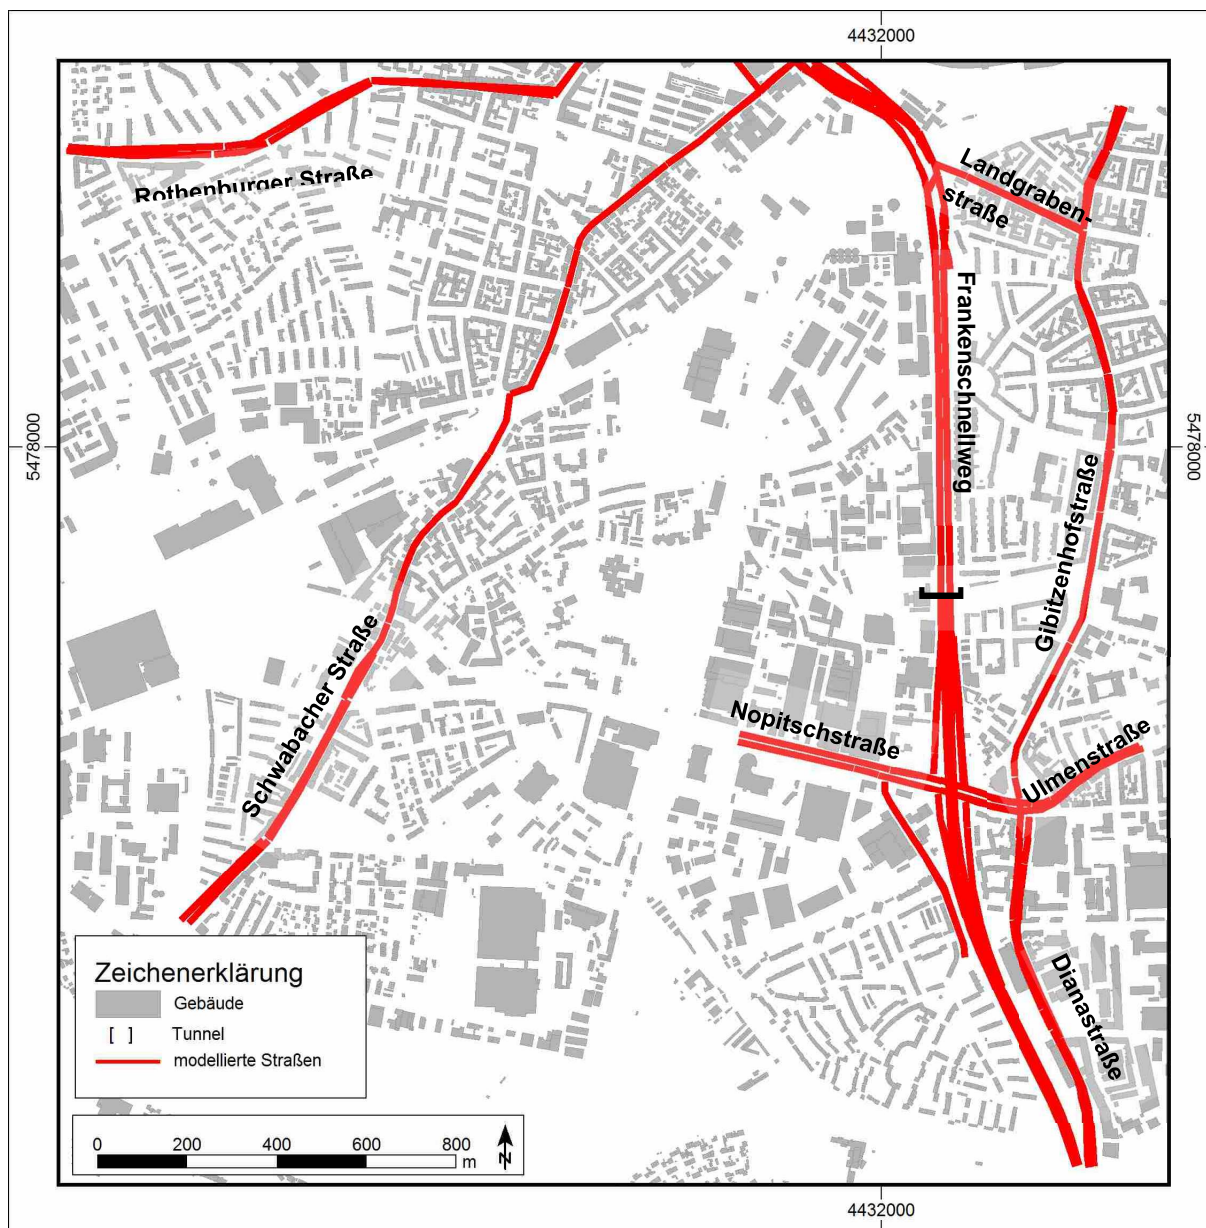 4432000
Rothenburger Straße
Landgraben-
straße
Frankenschnellweg
5478000
5478000
Gibitzenhofstraße
Schwabacher Straße
Nopitschstraße
Ulmenstraße
Dianastraße
Zeichenerklärung
Gebäude
[ ] Tunnel
modellierte Straßen
0 200 400 600 800
m
N
4432000